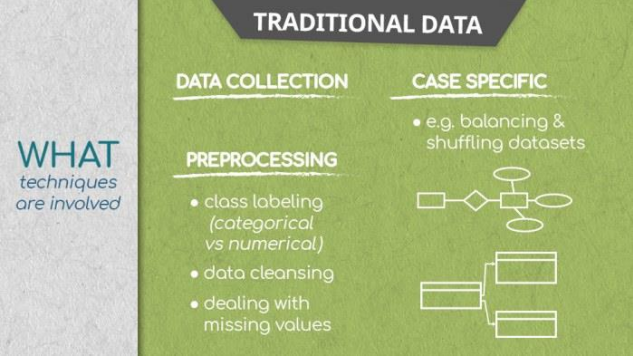 TRADITIONAL DATA
WHAT
techniques
are involved
DATA COLLECTION
PREPROCESSING
• class labeling
(categorical
vs numerical)
• data cleansing
• dealing with
missing values
CASE SPECIFIC
• e.g. balancing &
shuffling datasets